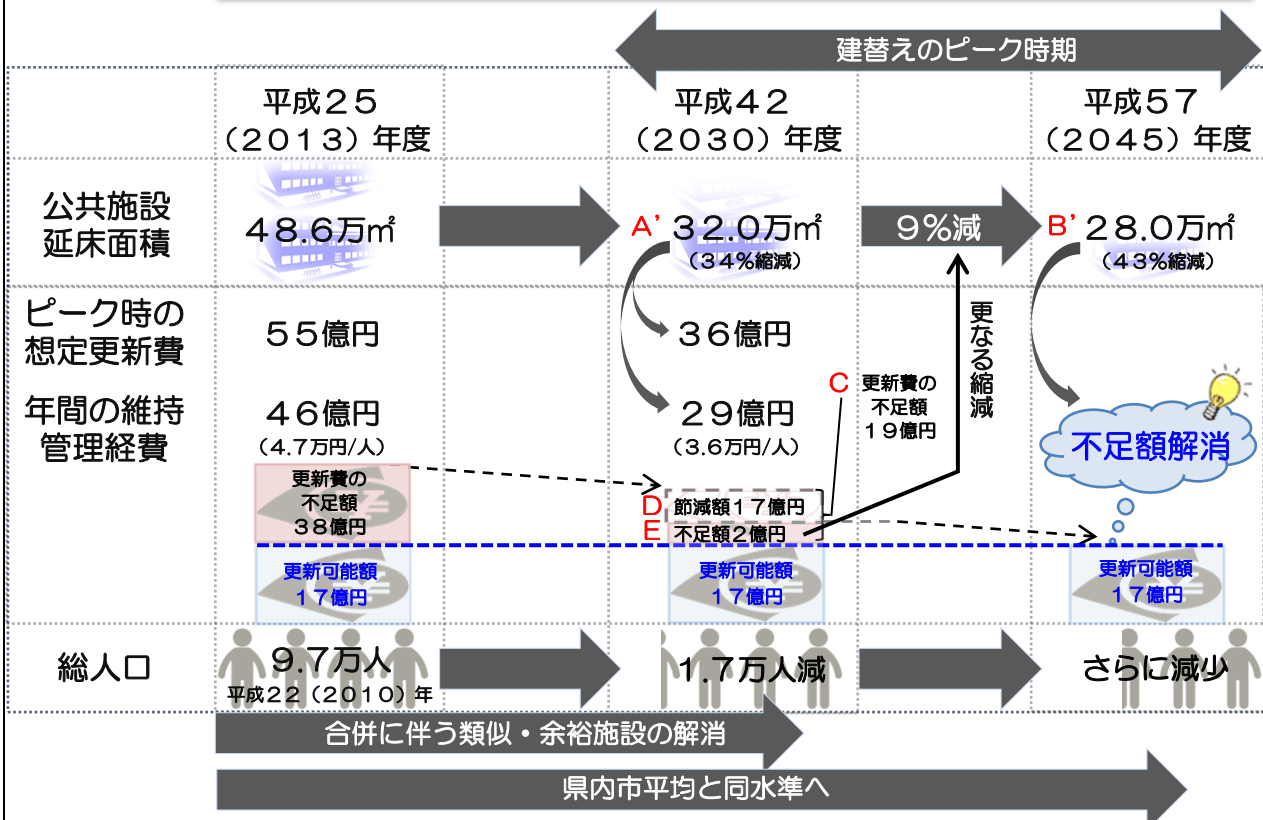 建替えのピーク時期
平成25
(2013)年度
平成42
(2030)年度
平成57
(2045)年度
公共施設
延床面積
48.6万㎡
A'
32.0万㎡
(34%縮減)
9%減
B'
28.0万㎡
(43%縮減)
ピーク時の
想定更新費
55億円
36億円
更なる縮減
年間の維持
管理経費
46億円
(4.7万円/人)
29億円
(3.6万円/人)
C
更新費の
不足額
19億円
不足額解消
更新費の
不足額
38億円
D
節減額17億円
E
不足額2億円
更新可能額
17億円
更新可能額
17億円
更新可能額
17億円
総人口
9.7万人
平成22(2010)年
1.7万人減
さらに減少
合併に伴う類似・余裕施設の解消
県内市平均と同水準へ